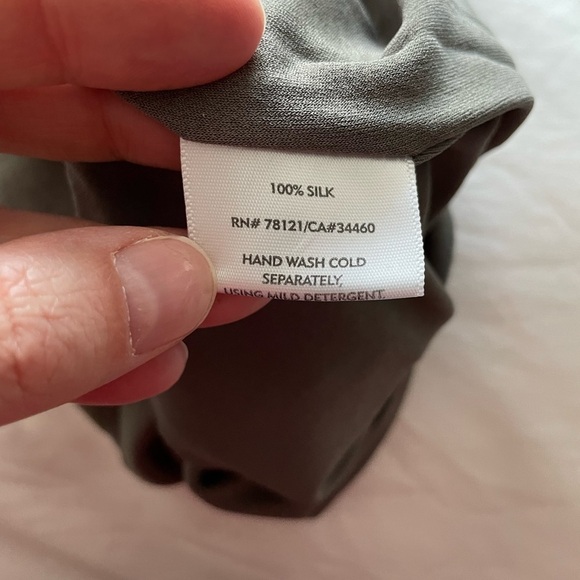 100% SILK
RN# 78121/CA#34460
HAND WASH COLD
SEPARATELY,
USING MILD DETERGENT.